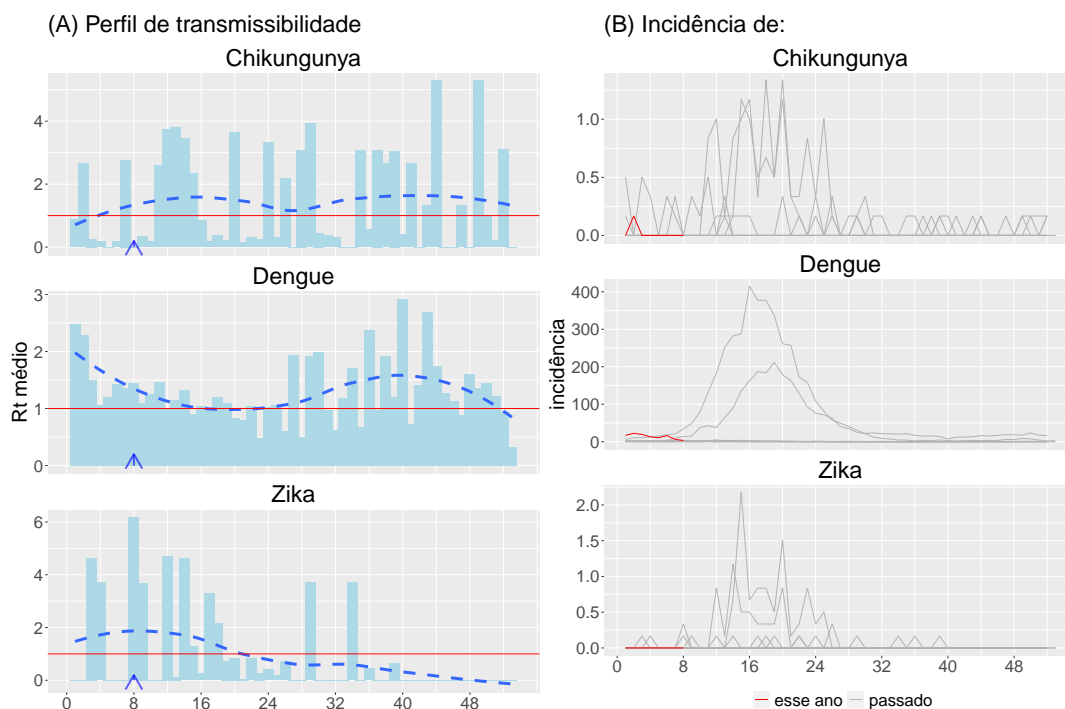 (A) Perfil de transmissibilidade
Chikungunya
4
2
0
Dengue
3
2
1
0
Zika
6
4
2
0
0 8 16 24 32 40 48
Rt médio
(B) Incidência de:
Chikungunya
1.0
0.5
0.0
Dengue
400
300
200
100
0
Zika
2.0
1.5
1.0
0.5
0.0
0 8 16 24 32 40 48
incidência
esse ano passado